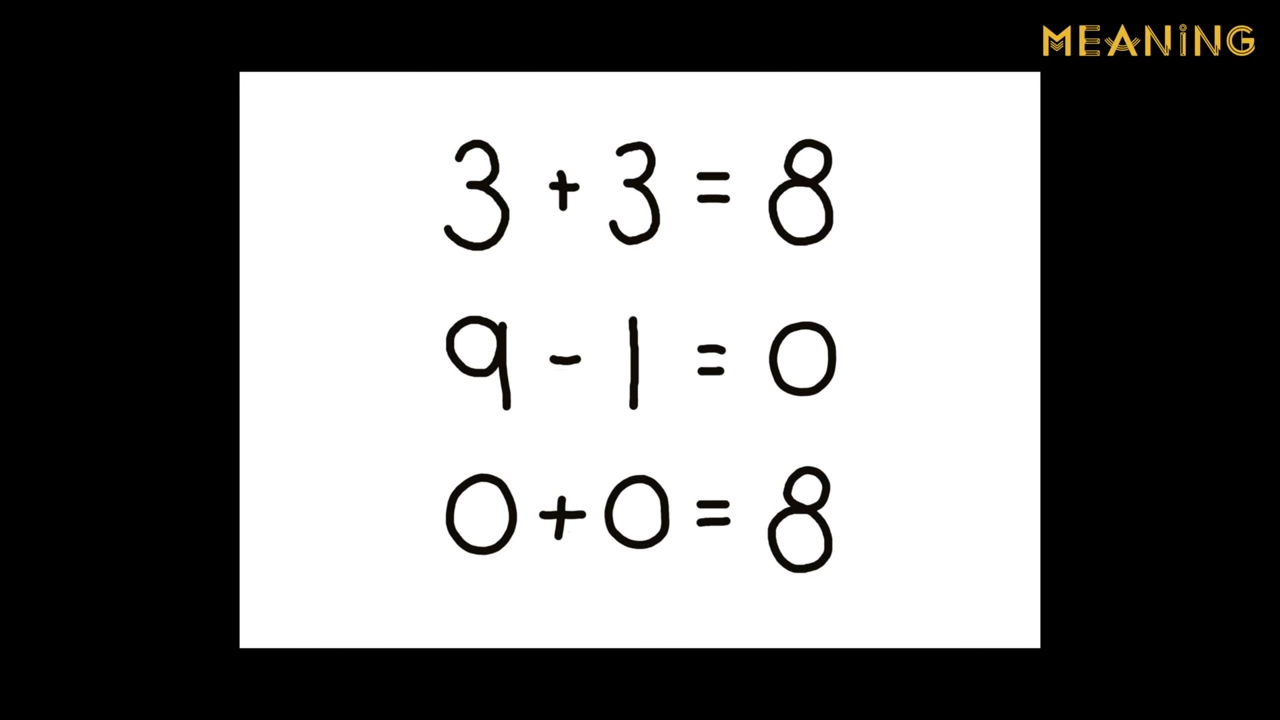 MEANING
3 + 3 = 8
9 - 1 = 0
0 + 0 = 8